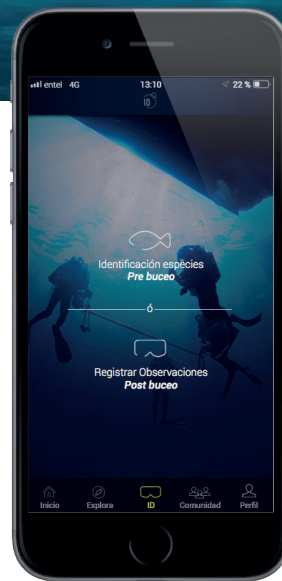 entel 4G 13:10 22 %
ID
Identificación especies
Pre buceo
ó
Registrar Observaciones
Post buceo
Inicio Explora ID Comunidad Perfil